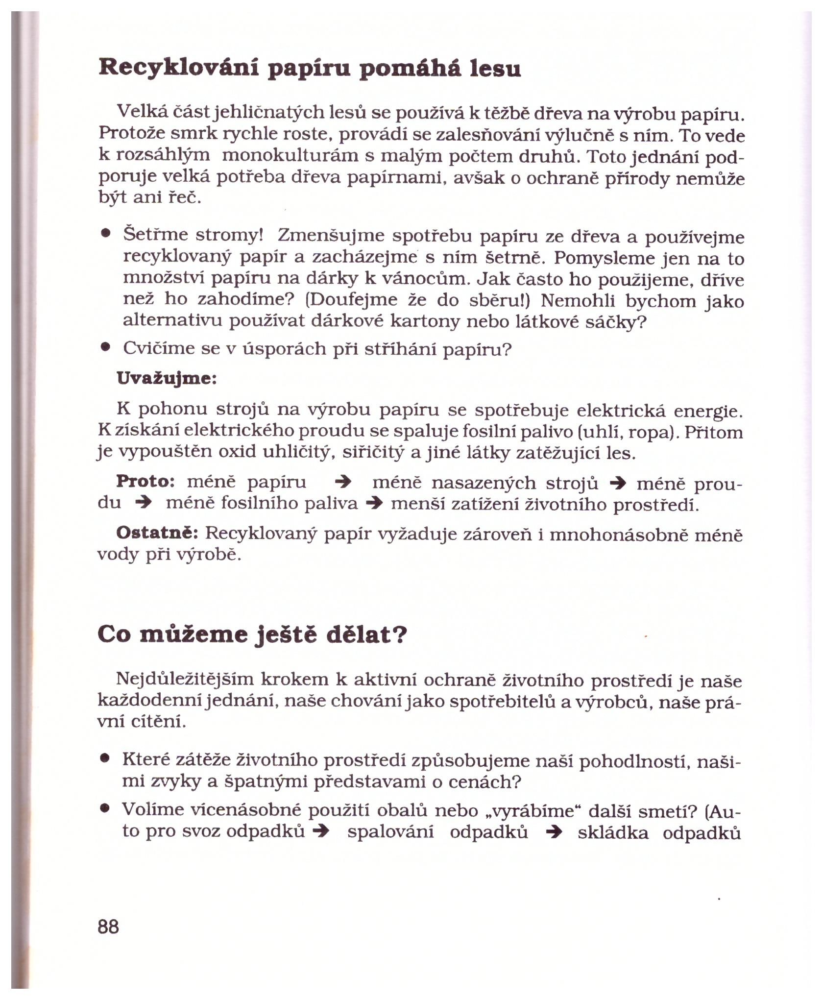 Recyklování papíru pomáhá lesu
Velká část jehličnatých lesů se používá k těžbě dřeva na výrobu papíru.
Protože smrk rychle roste, provádí se zalesňování výlučně s ním. To vede
k rozsáhlým monokulturám s malým počtem druhů. Toto jednání pod-
poruje velká potřeba dřeva papírnami, avšak o ochraně přírody nemůže
být ani řeč.
• Šetřme stromy! Zmenšujme spotřebu papíru ze dřeva a používejme
recyklovaný papír a zacházejme s ním šetrně. Pomysleme jen na to
množství papíru na dárky k vánocům. Jak často ho použijeme, dříve
než ho zahodíme? (Doufejme že do sběru!) Nemohli bychom jako
alternativu používat dárkové kartony nebo látkové sáčky?
• Cvičíme se v úsporách při stříhání papíru?
Uvažujme:
K pohonu strojů na výrobu papíru se spotřebuje elektrická energie.
K získání elektrického proudu se spaluje fosilní palivo (uhlí, ropa). Přitom
je vypouštěn oxid uhličitý, siřičitý a jiné látky zatěžující les.
Proto: méně papíru ➔ méně nasazených strojů ➔ méně prou-
du ➔ méně fosilního paliva ➔ menší zatížení životního prostředí.
Ostatně: Recyklovaný papír vyžaduje zároveň i mnohonásobně méně
vody při výrobě.
Co můžeme ještě dělat?
Nejdůležitějším krokem k aktivní ochraně životního prostředí je naše
každodenní jednání, naše chování jako spotřebitelů a výrobců, naše prá-
vní cítění.
• Které zátěže životního prostředí způsobujeme naší pohodlností, naši-
mi zvyky a špatnými představami o cenách?
• Volíme vícenásobné použití obalů nebo „vyrábíme“ další smetí? (Au-
to pro svoz odpadků ➔ spalování odpadků ➔ skládka odpadků
88